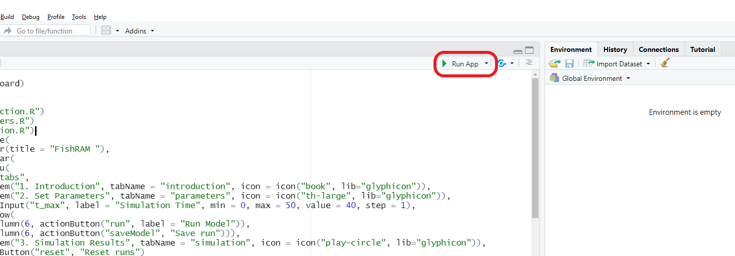 Build Debug Profile Tools Help
Go to file/function Addins
Run App
Environment History Connections Tutorial
Import Dataset
Global Environment
Environment is empty
oard)
ction.R")
ers.R")
ion.R")
e(
r(title = "FishRAM "),
ar(
u(
tabs",
em("1. Introduction", tabName = "introduction", icon = icon("book", lib="glyphicon")),
em("2. Set Parameters", tabName = "parameters", icon = icon("th-large", lib="glyphicon")),
Input("t_max", label = "Simulation Time", min = 0, max = 50, value = 40, step = 1),
ow(
lumn(6, actionButton("run", label = "Run Model")),
lumn(6, actionButton("saveModel", "Save run"))),
em("3. Simulation Results", tabName = "simulation", icon = icon("play-circle", lib="glyphicon")),
Button("reset", "Reset runs")